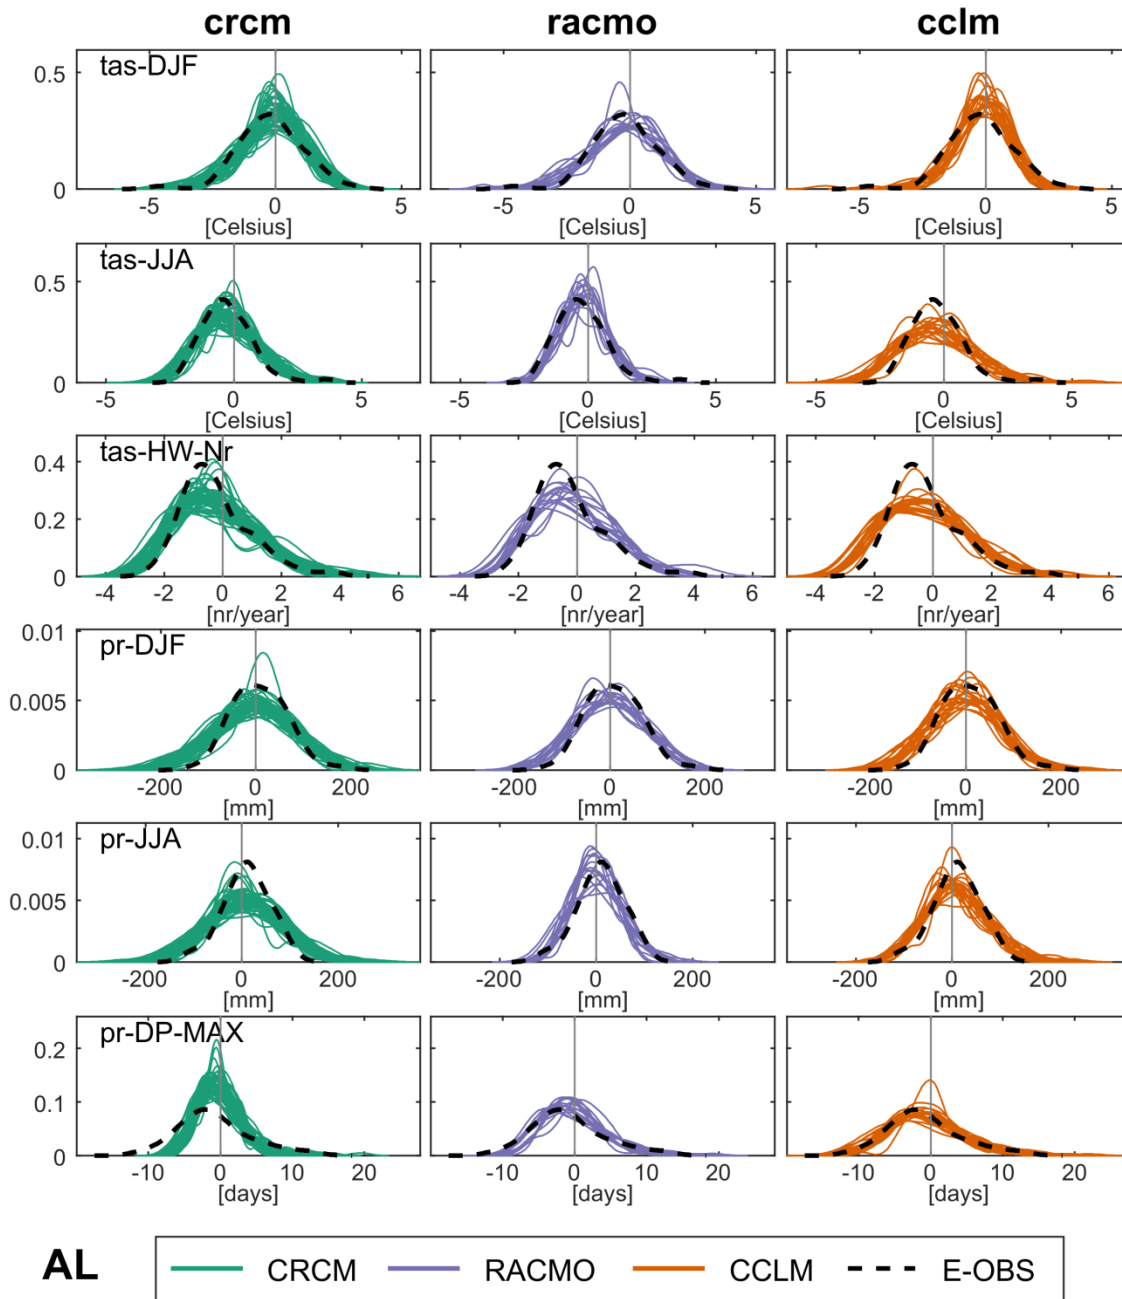 crcm racmo cclm
tas-DJF
0.5
0
-5 0 5 -5 0 5 -5 0 5
[Celsius] [Celsius] [Celsius]
tas-JJA
0.5
0
-5 0 5 -5 0 5 -5 0 5
[Celsius] [Celsius] [Celsius]
tas-HW-Nr
0.4
0.2
0
-4 -2 0 2 4 6 -4 -2 0 2 4 6 -4 -2 0 2 4 6
[nr/year] [nr/year] [nr/year]
pr-DJF
0.01
0.005
0
-200 0 200 -200 0 200 -200 0 200
[mm] [mm] [mm]
pr-JJA
0.01
0.005
0
-200 0 200 -200 0 200 -200 0 200
[mm] [mm] [mm]
pr-DP-MAX
0.2
0.1
0
-10 0 10 20 -10 0 10 20 -10 0 10 20
[days] [days] [days]
AL CRCM RACMO CCLM E-OBS